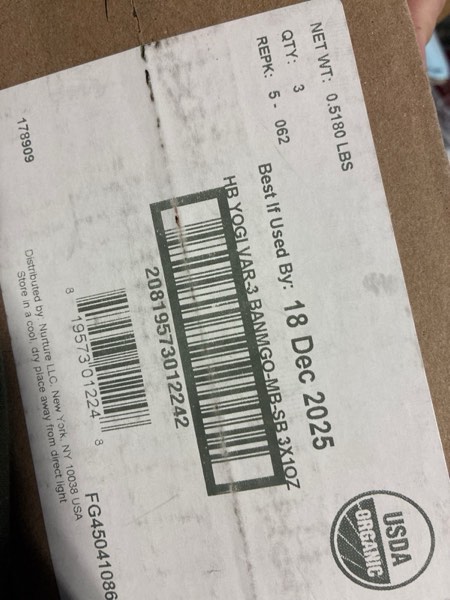 NET WT: 0.5180 LBS
QTY: 3
REPK: 5 - 062
Best If Used By: 18 Dec 2025
HB YOGI VAR-3 BANMGO-MB-SB 3X1OZ
20819573012242
8 19573 01224 8
178909
Distributed by: Nurture LLC, New York, NY 10038 USA
Store in a cool, dry place away from direct light
FG45041086
USDA
ORGANIC